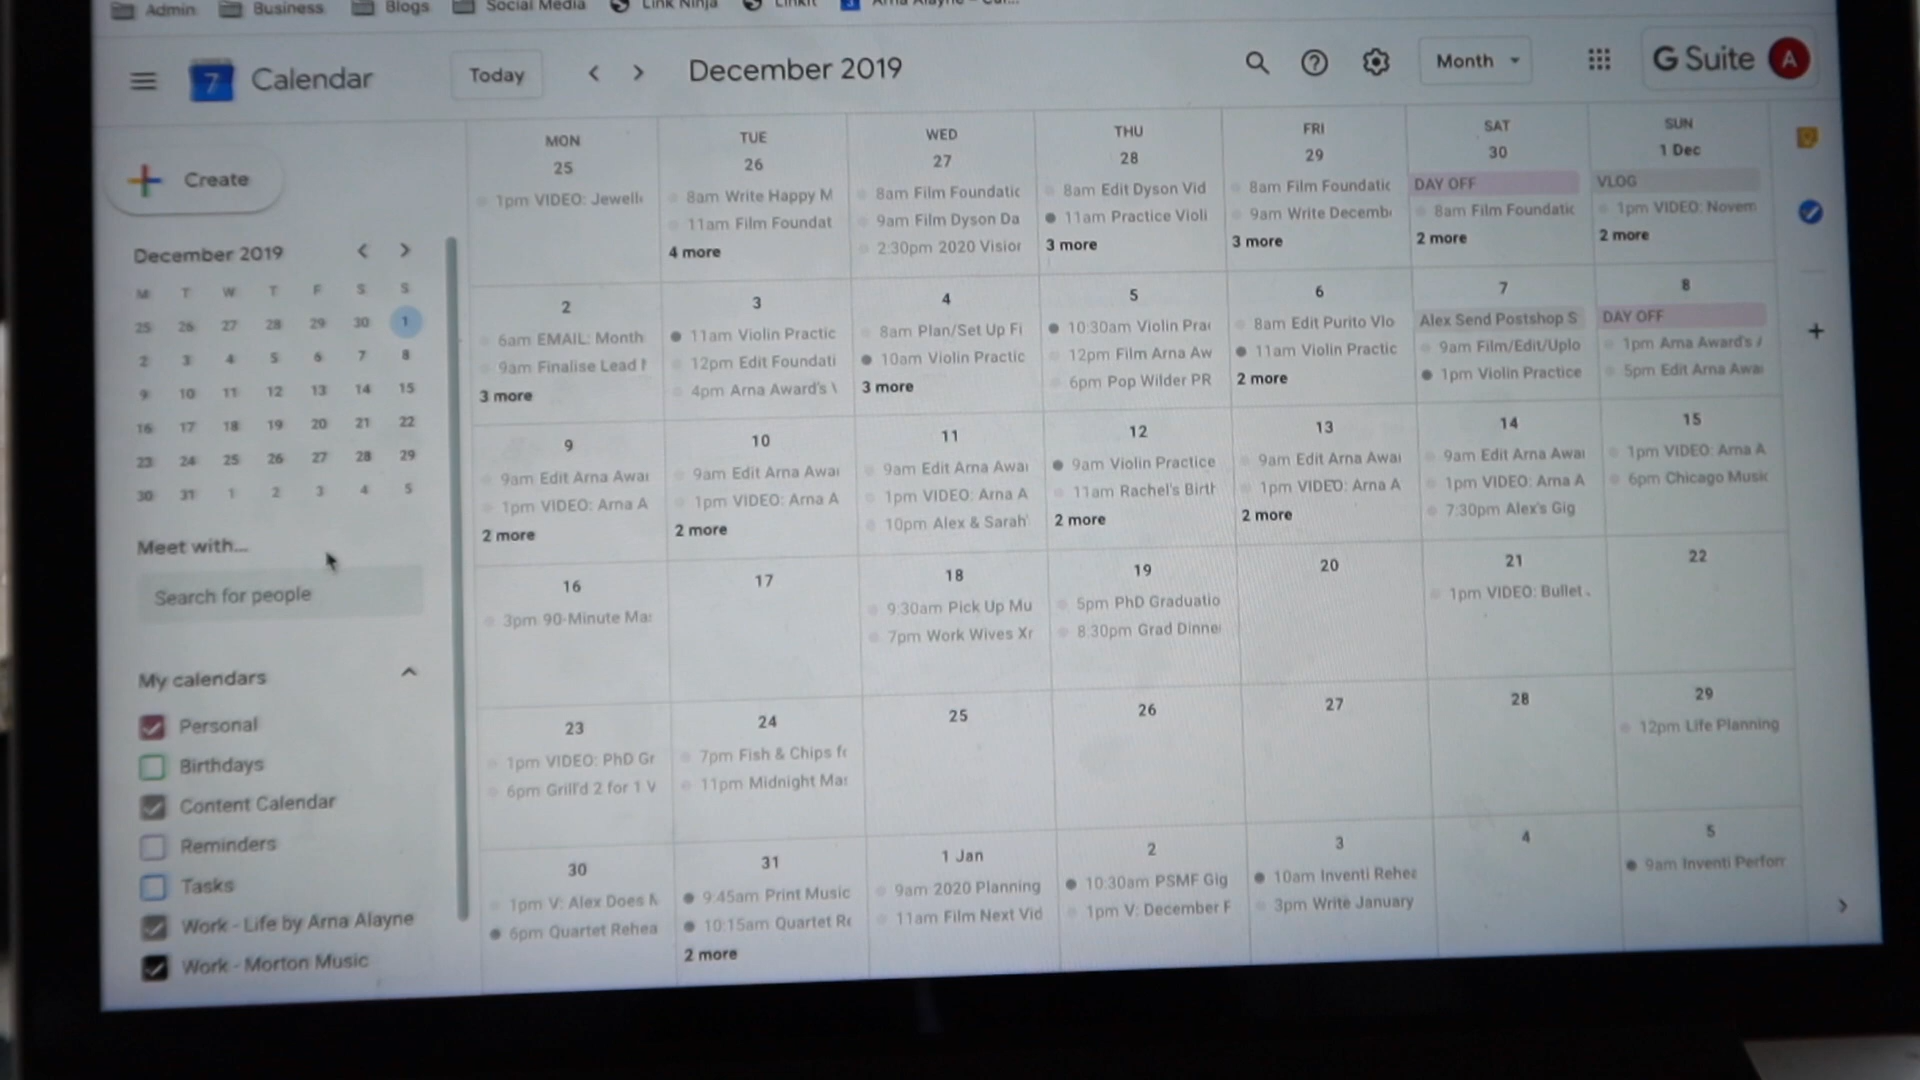 Admin Business Blogs Social Media Link Ninja Linkit
Calendar Today December 2019 Month G Suite A
7
Create
December 2019
M T W T F S S
25 26 27 28 29 30 1
2 3 4 5 6 7 8
9 10 11 12 13 14 15
16 17 18 19 20 21 22
23 24 25 26 27 28 29
30 31 1 2 3 4 5
Meet with...
Search for people
My calendars
Personal
Birthdays
Content Calendar
Reminders
Tasks
Work - Life by Arna Alayne
Work - Morton Music
MON TUE WED THU FRI SAT SUN
25
1pm VIDEO: Jewell
26
8am Write Happy M
11am Film Foundat
4 more
27
8am Film Foundatic
9am Film Dyson Da
2:30pm 2020 Vision
28
8am Edit Dyson Vid
11am Practice Violi
3 more
29
8am Film Foundatic
9am Write Decembe
3 more
30
DAY OFF
8am Film Foundatic
2 more
1 Dec
VLOG
1pm VIDEO: Novem
2 more
2
6am EMAIL: Month
9am Finalise Lead
3 more
3
11am Violin Practic
12pm Edit Foundati
4pm Arna Award's
4
8am Plan/Set Up Fi
10am Violin Practic
3 more
5
10:30am Violin Pra
12pm Film Arna Aw
6pm Pop Wilder PR
6
8am Edit Purito Vlo
11am Violin Practic
2 more
7
Alex Send Postshop S
9am Film/Edit/Uplo
1pm Violin Practice
8
DAY OFF
1pm Arna Award's
5pm Edit Arna Awa
9
9am Edit Arna Awar
1pm VIDEO: Arna A
2 more
10
9am Edit Arna Awar
1pm VIDEO: Arna A
2 more
11
9am Edit Arna Awar
1pm VIDEO: Arna A
10pm Alex & Sarah'
12
9am Violin Practice
11am Rachel's Birth
2 more
13
9am Edit Arna Awar
1pm VIDEO: Arna A
2 more
14
9am Edit Arna Awar
1pm VIDEO: Arna A
7:30pm Alex's Gig
15
1pm VIDEO: Arna A
6pm Chicago Music
16
3pm 90-Minute Mas
17
18
9:30am Pick Up Mu
7pm Work Wives Xr
19
5pm PhD Graduatio
8:30pm Grad Dinne
20
21
1pm VIDEO: Bullet
22
23
1pm VIDEO: PhD Gr
6pm Grill'd 2 for 1 V
24
7pm Fish & Chips fo
11pm Midnight Mas
25
26
27
28
29
12pm Life Planning
30
1pm V: Alex Does
6pm Quartet Rehea
31
9:45am Print Music
10:15am Quartet Re
2 more
1 Jan
9am 2020 Planning
11am Film Next Vid
2
10:30am PSMF Gig
1pm V: December F
3
10am Inventi Rehea
3pm Write January
4
5
9am Inventi Perforr